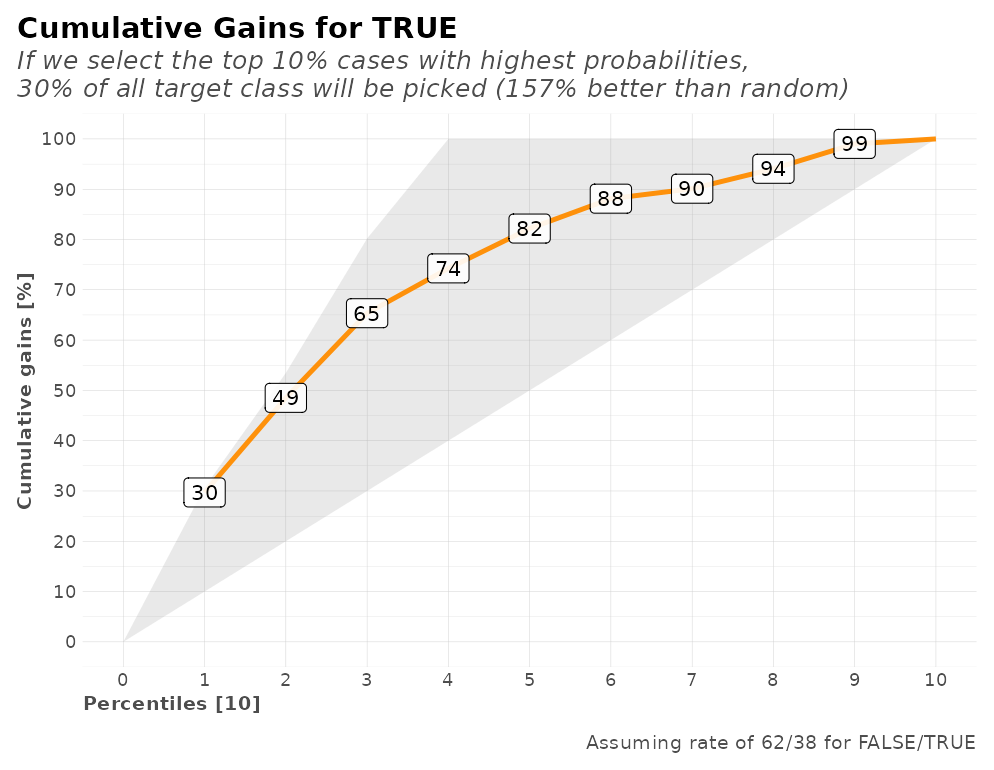 Cumulative Gains for TRUE
If we select the top 10% cases with highest probabilities,
30% of all target class will be picked (157% better than random)
Cumulative gains [%]
100
90
80
70
60
50
40
30
20
10
0
30
49
65
74
82
88
90
94
99
0 1 2 3 4 5 6 7 8 9 10
Percentiles [10]
Assuming rate of 62/38 for FALSE/TRUE